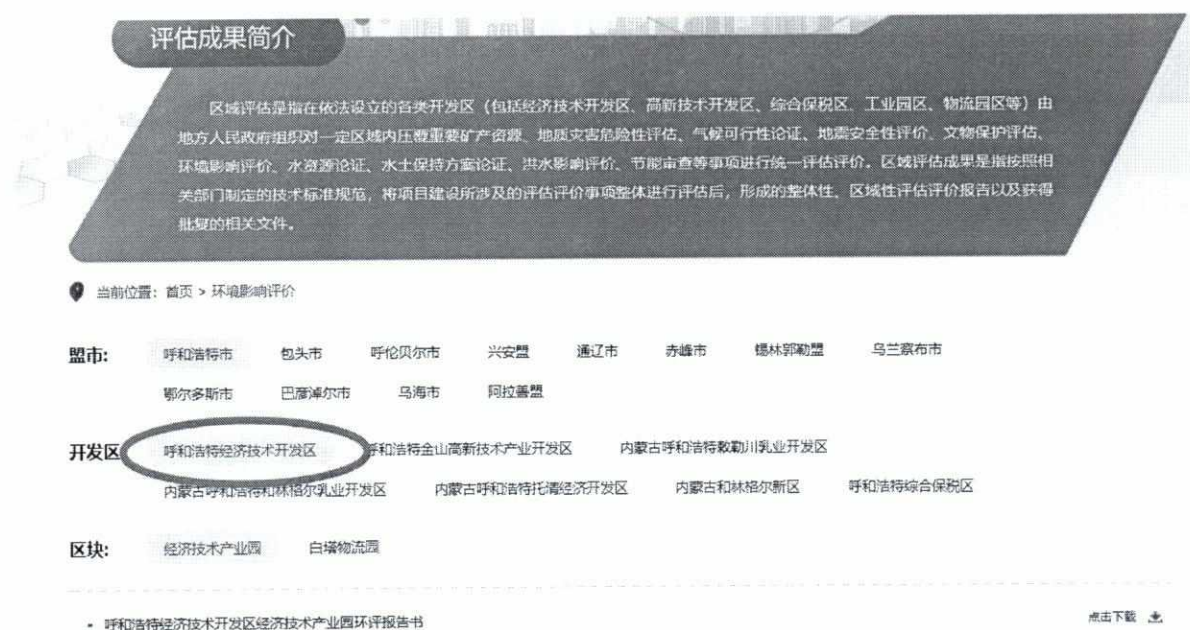 评估成果简介
区域评估是指在依法设立的各类开发区（包括经济技术开发区、高新技术开发区、综合保税区、工业园区、物流园区等）由
地方人民政府组织对一定区域内压覆重要矿产资源、地质灾害危险性评估、气候可行性论证、地震安全性评价、文物保护评估、
环境影响评价、水资源论证、水土保持方案论证、洪水影响评价、节能审查等事项进行统一评估评价。区域评估成果是指按照相
关部门制定的技术标准规范，将项目建设所涉及的评估评价事项整体进行评估后，形成的整体性、区域性评估评价报告以及获得
批复的相关文件。
当前位置：首页 > 环境影响评价
盟市： 呼和浩特市 包头市 呼伦贝尔市 兴安盟 通辽市 赤峰市 锡林郭勒盟 乌兰察布市
鄂尔多斯市 巴彦淖尔市 乌海市 阿拉善盟
开发区 呼和浩特经济技术开发区 呼和浩特金山高新技术产业开发区 内蒙古呼和浩特敕勒川乳业开发区
内蒙古呼和浩特和林格尔乳业开发区 内蒙古呼和浩特托清经济开发区 内蒙古和林格尔新区 呼和浩特综合保税区
区块： 经济技术产业园 白塔物流园
• 呼和浩特经济技术开发区经济技术产业园环评报告书 点击下载